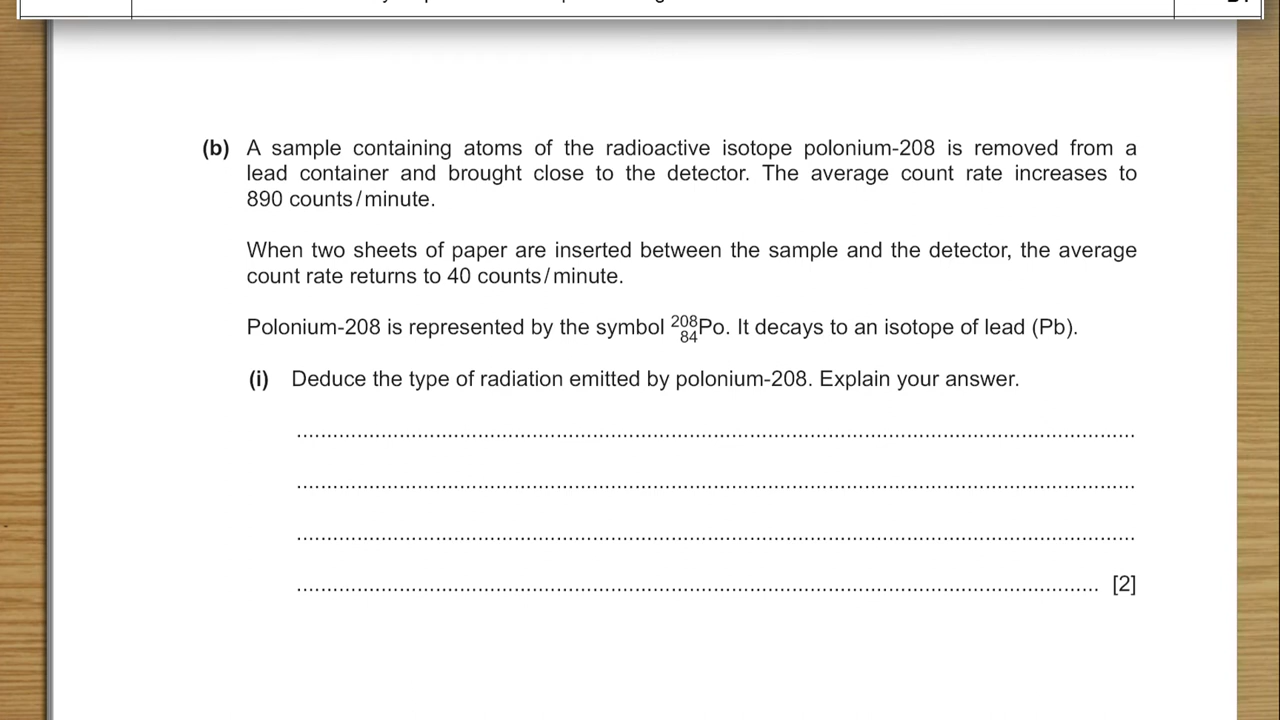 (b) A sample containing atoms of the radioactive isotope polonium-208 is removed from a
lead container and brought close to the detector. The average count rate increases to
890 counts/minute.
When two sheets of paper are inserted between the sample and the detector, the average
count rate returns to 40 counts/minute.
Polonium-208 is represented by the symbol ²⁰⁸₈₄Po. It decays to an isotope of lead (Pb).
(i) Deduce the type of radiation emitted by polonium-208. Explain your answer.
................................................................................
................................................................................
................................................................................
................................................................................ [2]